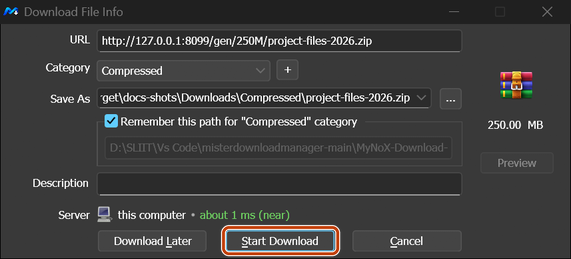 Download File Info
URL
http://127.0.0.1:8099/gen/250M/project-files-2026.zip
Category
Compressed
+
Save As
rget\docs-shots\Downloads\Compressed\project-files-2026.zip
...
Remember this path for "Compressed" category
D:\SLIIT\Vs Code\misterdownloadmanager-main\MyNoX-Download-
250.00 MB
Preview
Description
Server
this computer • about 1 ms (near)
Download Later
Start Download
Cancel